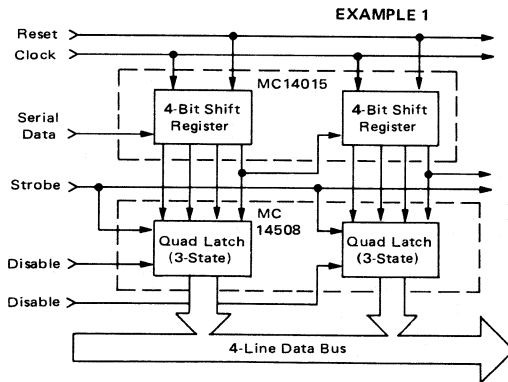 EXAMPLE 1
Reset
Clock
MC14015
4-Bit Shift
Register
4-Bit Shift
Register
Serial
Data
Strobe
MC
14508
Quad Latch
(3-State)
Quad Latch
(3-State)
Disable
Disable
4-Line Data Bus